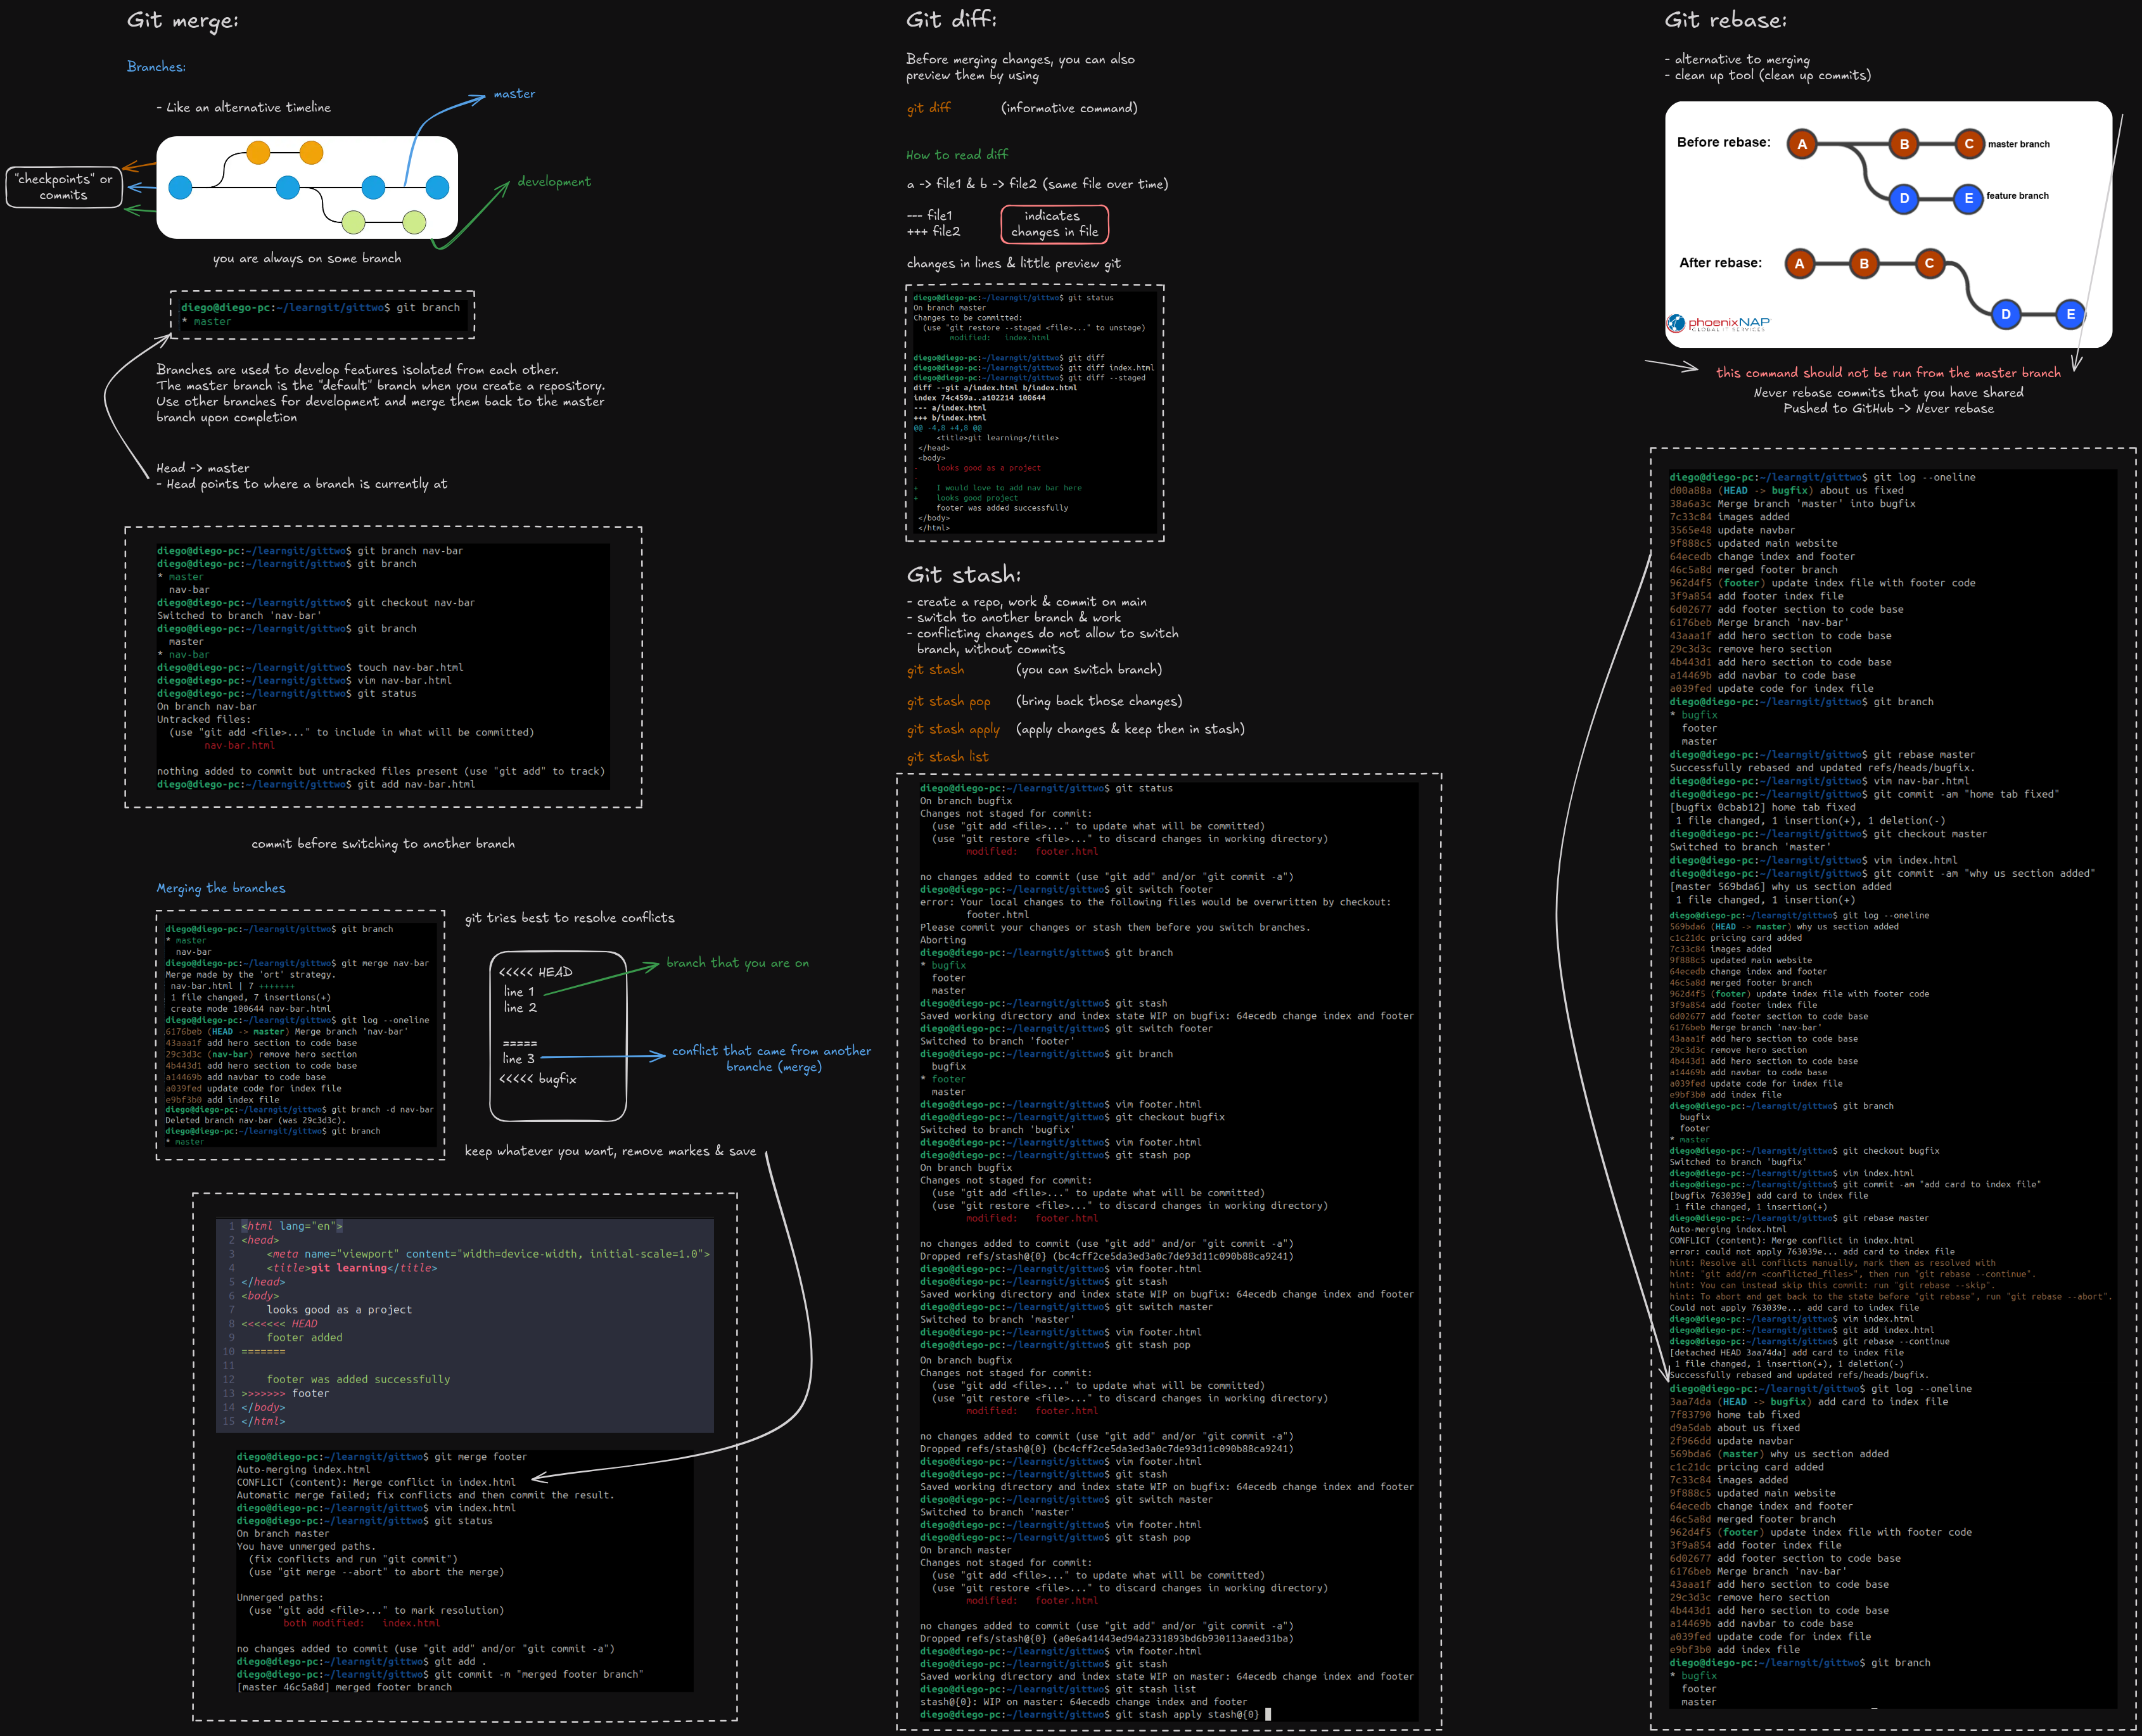 Git merge:
Branches:
- Like an alternative timeline
master
"checkpoints" or
commits
development
you are always on some branch
diego@diego-pc:~/learngit/gittwo$ git branch
* master
Branches are used to develop features isolated from each other.
The master branch is the "default" branch when you create a repository.
Use other branches for development and merge them back to the master
branch upon completion
Head -> master
- Head points to where a branch is currently at
diego@diego-pc:~/learngit/gittwo$ git branch nav-bar
diego@diego-pc:~/learngit/gittwo$ git branch
* master
  nav-bar
diego@diego-pc:~/learngit/gittwo$ git checkout nav-bar
Switched to branch 'nav-bar'
diego@diego-pc:~/learngit/gittwo$ git branch
  master
* nav-bar
diego@diego-pc:~/learngit/gittwo$ touch nav-bar.html
diego@diego-pc:~/learngit/gittwo$ vim nav-bar.html
diego@diego-pc:~/learngit/gittwo$ git status
On branch nav-bar
Untracked files:
  (use "git add <file>..." to include in what will be committed)
        nav-bar.html
nothing added to commit but untracked files present (use "git add" to track)
diego@diego-pc:~/learngit/gittwo$ git add nav-bar.html
commit before switching to another branch
Merging the branches
diego@diego-pc:~/learngit/gittwo$ git branch
* master
  nav-bar
diego@diego-pc:~/learngit/gittwo$ git merge nav-bar
Merge made by the 'ort' strategy.
 nav-bar.html | 7 +++++++
 1 file changed, 7 insertions(+)
 create mode 100644 nav-bar.html
diego@diego-pc:~/learngit/gittwo$ git log --oneline
6176beb (HEAD -> master) Merge branch 'nav-bar'
43aaa1f add hero section to code base
29c3d3c (nav-bar) remove hero section
4b443d1 add hero section to code base
a14469b add navbar to code base
a039fed update code for index file
e9bf3b0 add index file
diego@diego-pc:~/learngit/gittwo$ git branch -d nav-bar
Deleted branch nav-bar (was 29c3d3c).
diego@diego-pc:~/learngit/gittwo$ git branch
* master
git tries best to resolve conflicts
<<<<< HEAD
line 1
line 2
=====
line 3
<<<<< bugfix
branch that you are on
conflict that came from another
branche (merge)
keep whatever you want, remove markes & save
1 <html lang="en">
2 <head>
3     <meta name="viewport" content="width=device-width, initial-scale=1.0">
4     <title>git learning</title>
5 </head>
6 <body>
7     looks good as a project
8 <<<<<<< HEAD
9     footer added
10 =======
11
12     footer was added successfully
13 >>>>>>> footer
14 </body>
15 </html>
diego@diego-pc:~/learngit/gittwo$ git merge footer
Auto-merging index.html
CONFLICT (content): Merge conflict in index.html
Automatic merge failed; fix conflicts and then commit the result.
diego@diego-pc:~/learngit/gittwo$ vim index.html
diego@diego-pc:~/learngit/gittwo$ git status
On branch master
You have unmerged paths.
  (fix conflicts and run "git commit")
  (use "git merge --abort" to abort the merge)
Unmerged paths:
  (use "git add <file>..." to mark resolution)
        both modified:   index.html
no changes added to commit (use "git add" and/or "git commit -a")
diego@diego-pc:~/learngit/gittwo$ git add .
diego@diego-pc:~/learngit/gittwo$ git commit -m "merged footer branch"
[master 46c5a8d] merged footer branch
Git diff:
Before merging changes, you can also
preview them by using
git diff (informative command)
How to read diff
a -> file1 & b -> file2 (same file over time)
--- file1
+++ file2
indicates
changes in file
changes in lines & little preview git
diego@diego-pc:~/learngit/gittwo$ git status
On branch master
Changes to be committed:
  (use "git restore --staged <file>..." to unstage)
        modified:   index.html
diego@diego-pc:~/learngit/gittwo$ git diff
diego@diego-pc:~/learngit/gittwo$ git diff index.html
diego@diego-pc:~/learngit/gittwo$ git diff --staged
diff --git a/index.html b/index.html
index 74c459a..a102214 100644
--- a/index.html
+++ b/index.html
@@ -4,8 +4,8 @@
     <title>git learning</title>
 </head>
 <body>
-    looks good as a project
-
+    I would love to add nav bar here
+    looks good project
     footer was added successfully
 </body>
 </html>
Git stash:
- create a repo, work & commit on main
- switch to another branch & work
- conflicting changes do not allow to switch
branch, without commits
git stash (you can switch branch)
git stash pop (bring back those changes)
git stash apply (apply changes & keep then in stash)
git stash list
diego@diego-pc:~/learngit/gittwo$ git status
On branch bugfix
Changes not staged for commit:
  (use "git add <file>..." to update what will be committed)
  (use "git restore <file>..." to discard changes in working directory)
        modified:   footer.html
no changes added to commit (use "git add" and/or "git commit -a")
diego@diego-pc:~/learngit/gittwo$ git switch footer
error: Your local changes to the following files would be overwritten by checkout:
        footer.html
Please commit your changes or stash them before you switch branches.
Aborting
diego@diego-pc:~/learngit/gittwo$ git branch
* bugfix
  footer
  master
diego@diego-pc:~/learngit/gittwo$ git stash
Saved working directory and index state WIP on bugfix: 64ecedb change index and footer
diego@diego-pc:~/learngit/gittwo$ git switch footer
Switched to branch 'footer'
diego@diego-pc:~/learngit/gittwo$ git branch
  bugfix
* footer
  master
diego@diego-pc:~/learngit/gittwo$ vim footer.html
diego@diego-pc:~/learngit/gittwo$ git checkout bugfix
Switched to branch 'bugfix'
diego@diego-pc:~/learngit/gittwo$ vim footer.html
diego@diego-pc:~/learngit/gittwo$ git stash pop
On branch bugfix
Changes not staged for commit:
  (use "git add <file>..." to update what will be committed)
  (use "git restore <file>..." to discard changes in working directory)
        modified:   footer.html
no changes added to commit (use "git add" and/or "git commit -a")
Dropped refs/stash@{0} (bc4cff2ce5da3ed3a0c7de93d11c090b88ca9241)
diego@diego-pc:~/learngit/gittwo$ vim footer.html
diego@diego-pc:~/learngit/gittwo$ git stash
Saved working directory and index state WIP on bugfix: 64ecedb change index and footer
diego@diego-pc:~/learngit/gittwo$ git switch master
Switched to branch 'master'
diego@diego-pc:~/learngit/gittwo$ vim footer.html
diego@diego-pc:~/learngit/gittwo$ git stash pop
On branch bugfix
Changes not staged for commit:
  (use "git add <file>..." to update what will be committed)
  (use "git restore <file>..." to discard changes in working directory)
        modified:   footer.html
no changes added to commit (use "git add" and/or "git commit -a")
Dropped refs/stash@{0} (bc4cff2ce5da3ed3a0c7de93d11c090b88ca9241)
diego@diego-pc:~/learngit/gittwo$ vim footer.html
diego@diego-pc:~/learngit/gittwo$ git stash
Saved working directory and index state WIP on bugfix: 64ecedb change index and footer
diego@diego-pc:~/learngit/gittwo$ git switch master
Switched to branch 'master'
diego@diego-pc:~/learngit/gittwo$ vim footer.html
diego@diego-pc:~/learngit/gittwo$ git stash pop
On branch master
Changes not staged for commit:
  (use "git add <file>..." to update what will be committed)
  (use "git restore <file>..." to discard changes in working directory)
        modified:   footer.html
no changes added to commit (use "git add" and/or "git commit -a")
Dropped refs/stash@{0} (a0e6a41443ed94a2331893bd6b930113aaed31ba)
diego@diego-pc:~/learngit/gittwo$ vim footer.html
diego@diego-pc:~/learngit/gittwo$ git stash
Saved working directory and index state WIP on master: 64ecedb change index and footer
diego@diego-pc:~/learngit/gittwo$ git stash list
stash@{0}: WIP on master: 64ecedb change index and footer
diego@diego-pc:~/learngit/gittwo$ git stash apply stash@{0}
Git rebase:
- alternative to merging
- clean up tool (clean up commits)
Before rebase:
A B C master branch
D E feature branch
After rebase:
A B C
D E
phoenixNAP
GLOBAL IT SERVICES
this command should not be run from the master branch
Never rebase commits that you have shared
Pushed to GitHub -> Never rebase
diego@diego-pc:~/learngit/gittwo$ git log --oneline
d00a88a (HEAD -> bugfix) about us fixed
38a6a3c Merge branch 'master' into bugfix
7c33c84 images added
3565e48 update navbar
9f888c5 updated main website
64ecedb change index and footer
46c5a8d merged footer branch
962d4f5 (footer) update index file with footer code
3f9a854 add footer index file
6d02677 add footer section to code base
6176beb Merge branch 'nav-bar'
43aaa1f add hero section to code base
29c3d3c remove hero section
4b443d1 add hero section to code base
a14469b add navbar to code base
a039fed update code for index file
diego@diego-pc:~/learngit/gittwo$ git branch
* bugfix
  footer
  master
diego@diego-pc:~/learngit/gittwo$ git rebase master
Successfully rebased and updated refs/heads/bugfix.
diego@diego-pc:~/learngit/gittwo$ vim nav-bar.html
diego@diego-pc:~/learngit/gittwo$ git commit -am "home tab fixed"
[bugfix 0cbab12] home tab fixed
 1 file changed, 1 insertion(+), 1 deletion(-)
diego@diego-pc:~/learngit/gittwo$ git checkout master
Switched to branch 'master'
diego@diego-pc:~/learngit/gittwo$ vim index.html
diego@diego-pc:~/learngit/gittwo$ git commit -am "why us section added"
[master 569bda6] why us section added
 1 file changed, 1 insertion(+)
diego@diego-pc:~/learngit/gittwo$ git log --oneline
569bda6 (HEAD -> master) why us section added
c1c21dc pricing card added
7c33c84 images added
9f888c5 updated main website
64ecedb change index and footer
46c5a8d merged footer branch
962d4f5 (footer) update index file with footer code
3f9a854 add footer index file
6d02677 add footer section to code base
6176beb Merge branch 'nav-bar'
43aaa1f add hero section to code base
29c3d3c remove hero section
4b443d1 add hero section to code base
a14469b add navbar to code base
a039fed update code for index file
e9bf3b0 add index file
diego@diego-pc:~/learngit/gittwo$ git branch
  bugfix
  footer
* master
diego@diego-pc:~/learngit/gittwo$ git checkout bugfix
Switched to branch 'bugfix'
diego@diego-pc:~/learngit/gittwo$ vim index.html
diego@diego-pc:~/learngit/gittwo$ git commit -am "add card to index file"
[bugfix 763039e] add card to index file
 1 file changed, 1 insertion(+)
diego@diego-pc:~/learngit/gittwo$ git rebase master
Auto-merging index.html
CONFLICT (content): Merge conflict in index.html
error: could not apply 763039e... add card to index file
hint: Resolve all conflicts manually, mark them as resolved with
hint: "git add/rm <conflicted_files>", then run "git rebase --continue".
hint: You can instead skip this commit: run "git rebase --skip".
hint: To abort and get back to the state before "git rebase", run "git rebase --abort".
Could not apply 763039e... add card to index file
diego@diego-pc:~/learngit/gittwo$ vim index.html
diego@diego-pc:~/learngit/gittwo$ git add index.html
diego@diego-pc:~/learngit/gittwo$ git rebase --continue
[detached HEAD 3aa74da] add card to index file
 1 file changed, 1 insertion(+), 1 deletion(-)
Successfully rebased and updated refs/heads/bugfix.
diego@diego-pc:~/learngit/gittwo$ git log --oneline
3aa74da (HEAD -> bugfix) add card to index file
7f83790 home tab fixed
d9a5dab about us fixed
2f966dd update navbar
569bda6 (master) why us section added
c1c21dc pricing card added
7c33c84 images added
9f888c5 updated main website
64ecedb change index and footer
46c5a8d merged footer branch
962d4f5 (footer) update index file with footer code
3f9a854 add footer index file
6d02677 add footer section to code base
6176beb Merge branch 'nav-bar'
43aaa1f add hero section to code base
29c3d3c remove hero section
4b443d1 add hero section to code base
a14469b add navbar to code base
a039fed update code for index file
e9bf3b0 add index file
diego@diego-pc:~/learngit/gittwo$ git branch
* bugfix
  footer
  master